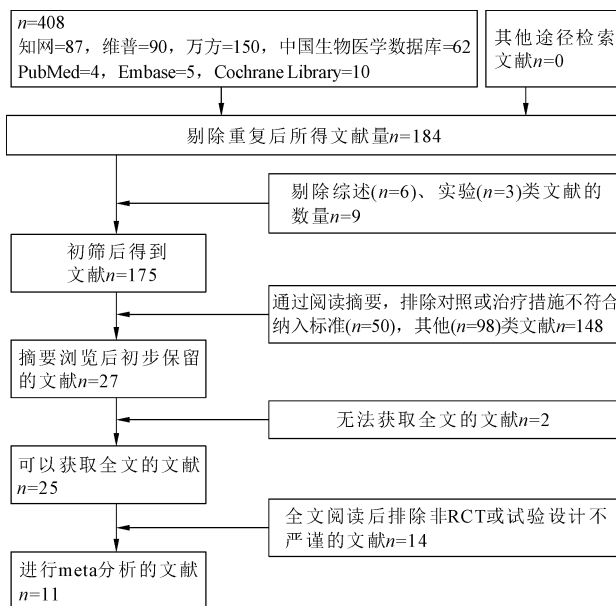 n=408
知网=87，维普=90，万方=150，中国生物医学数据库=62
PubMed=4，Embase=5，Cochrane Library=10
其他途径检索
文献n=0
剔除重复后所得文献量n=184
剔除综述(n=6)、实验(n=3)类文献的
数量n=9
初筛后得到
文献n=175
通过阅读摘要，排除对照或治疗措施不符合
纳入标准(n=50)，其他(n=98)类文献n=148
摘要浏览后初步保留
的文献n=27
无法获取全文的文献n=2
可以获取全文的文献
n=25
全文阅读后排除非RCT或试验设计不
严谨的文献n=14
进行meta分析的文献
n=11